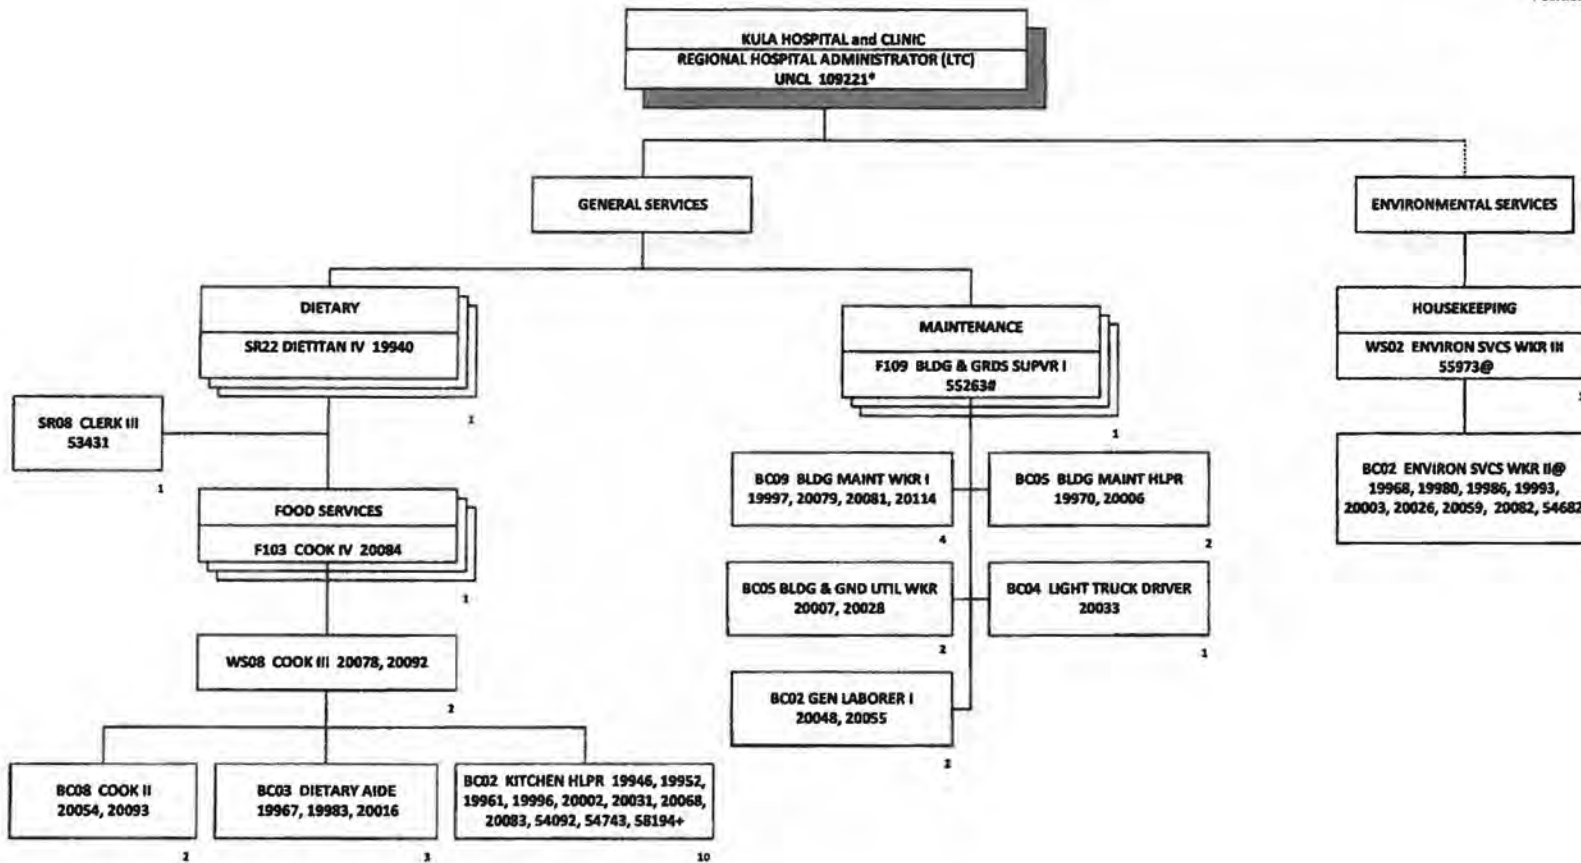 KULA HOSPITAL and CLINIC
REGIONAL HOSPITAL ADMINISTRATOR (LTC)
UNCL 109221*
GENERAL SERVICES
ENVIRONMENTAL SERVICES
DIETARY
SR22 DIETITAN IV 19940
1
SR08 CLERK III
53431
1
FOOD SERVICES
F103 COOK IV 20084
1
WS08 COOK III 20078, 20092
2
BC08 COOK II
20054, 20093
2
BC03 DIETARY AIDE
19967, 19983, 20016
3
BC02 KITCHEN HLPR 19946, 19952,
19961, 19996, 20002, 20031, 20068,
20083, 54092, 54743, 58194+
10
MAINTENANCE
F109 BLDG & GRDS SUPVR I
55263#
1
BC09 BLDG MAINT WKR I
19997, 20079, 20081, 20114
4
BC05 BLDG MAINT HLPR
19970, 20006
2
BC05 BLDG & GND UTIL WKR
20007, 20028
2
BC04 LIGHT TRUCK DRIVER
20033
1
BC02 GEN LABORER I
20048, 20055
2
HOUSEKEEPING
WS02 ENVIRON SVCS WKR III
55973@
BC02 ENVIRON SVCS WKR II@
19968, 19980, 19986, 19993,
20003, 20026, 20059, 20082, 54682